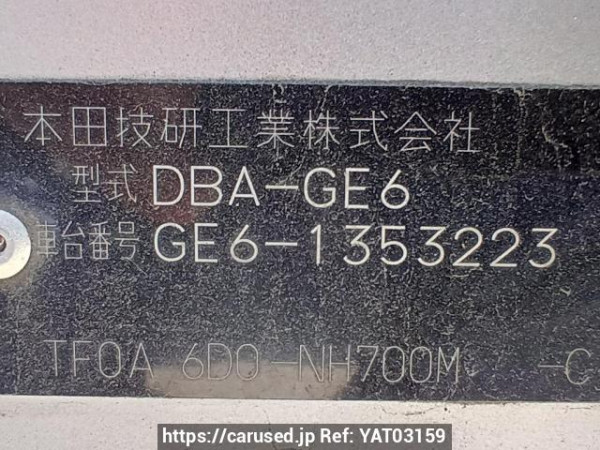 本田技研工業株式会社
型式 DBA-GE6
車台番号 GE6-1353223
TF0A 6D0-NH700M -C
https://carused.jp Ref: YAT03159